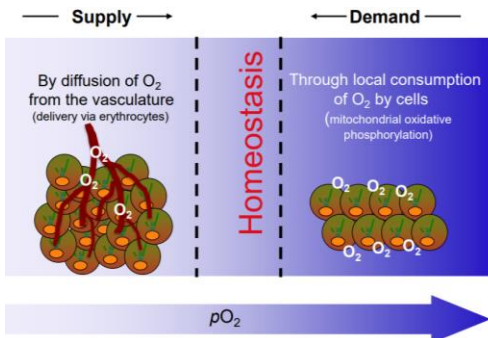 Supply
Demand
By diffusion of O₂
from the vasculature
(delivery via erythrocytes)
O₂
O₂
O₂
Homeostasis
Through local consumption
of O₂ by cells
(mitochondrial oxidative
phosphorylation)
O₂ O₂ O₂
O₂ O₂ O₂
pO₂